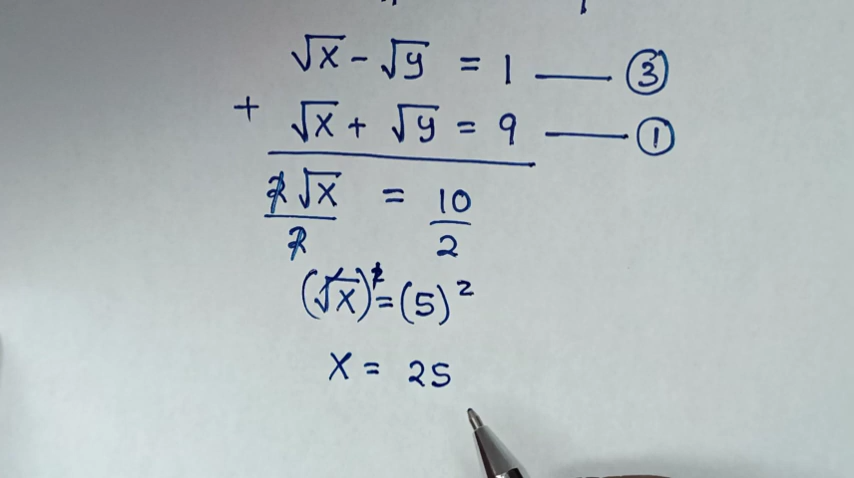 √x - √y = 1 —— ③
+ √x + √y = 9 —— ①
2√x/2 = 10/2
(√x)² = (5)²
x = 25